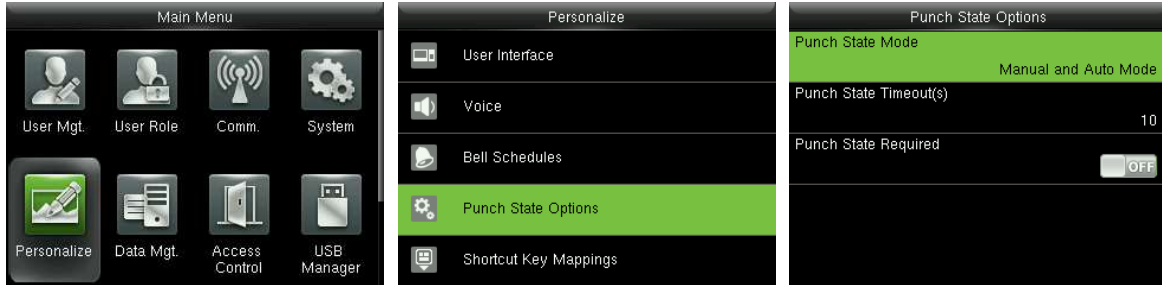 Main Menu
User Mgt.
User Role
Comm.
System
Personalize
Data Mgt.
Access
Control
USB
Manager
Personalize
User Interface
Voice
Bell Schedules
Punch State Options
Shortcut Key Mappings
Punch State Options
Punch State Mode
Manual and Auto Mode
Punch State Timeout(s)
10
Punch State Required
OFF